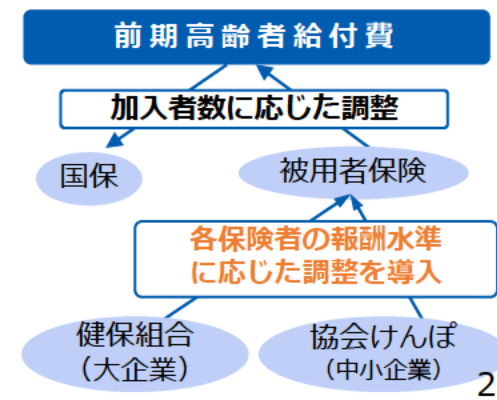 前期高齢者給付費
加入者数に応じた調整
国保
被用者保険
各保険者の報酬水準
に応じた調整を導入
健保組合
（大企業）
協会けんぽ
（中小企業）
2